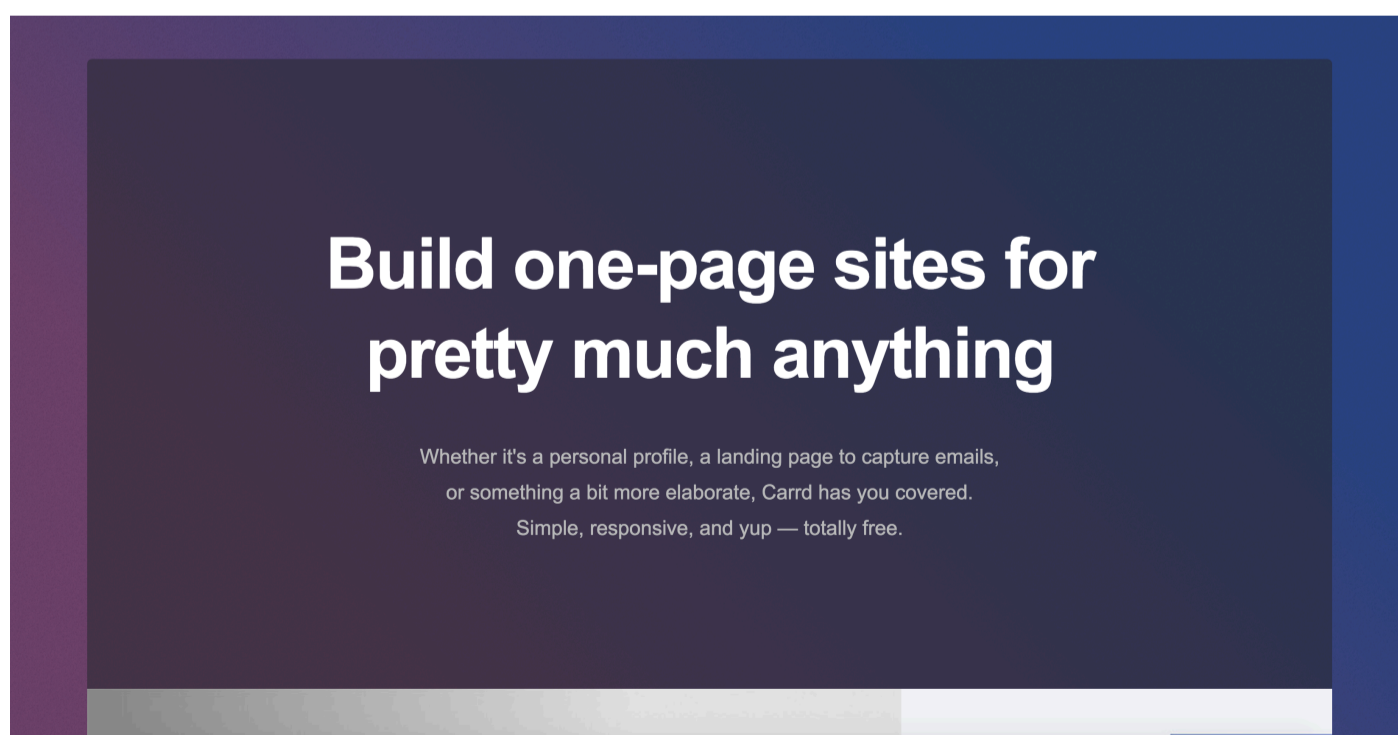 Build one-page sites for
pretty much anything
Whether it's a personal profile, a landing page to capture emails,
or something a bit more elaborate, Carrd has you covered.
Simple, responsive, and yup — totally free.